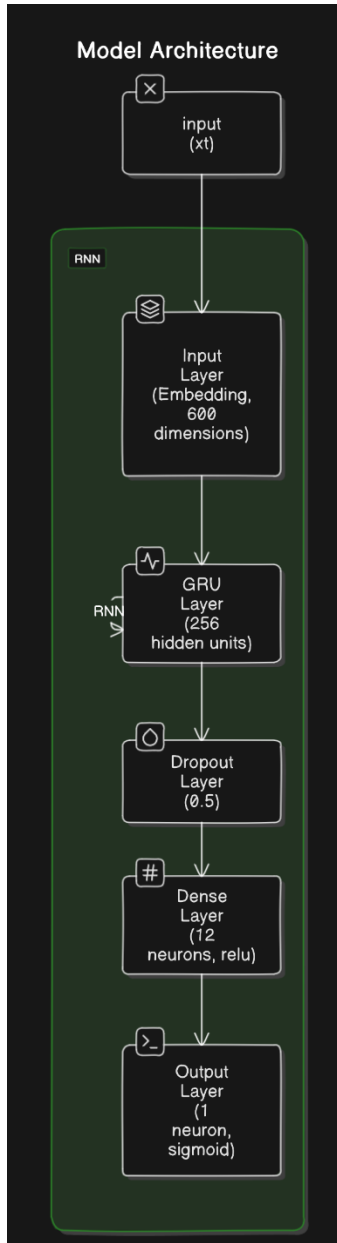 Model Architecture
input
(xt)
RNN
Input
Layer
(Embedding,
600
dimensions)
GRU
Layer
(256
hidden units)
RNN
Dropout
Layer
(0.5)
#
Dense
Layer
(12
neurons, relu)
Output
Layer
(1
neuron,
sigmoid)